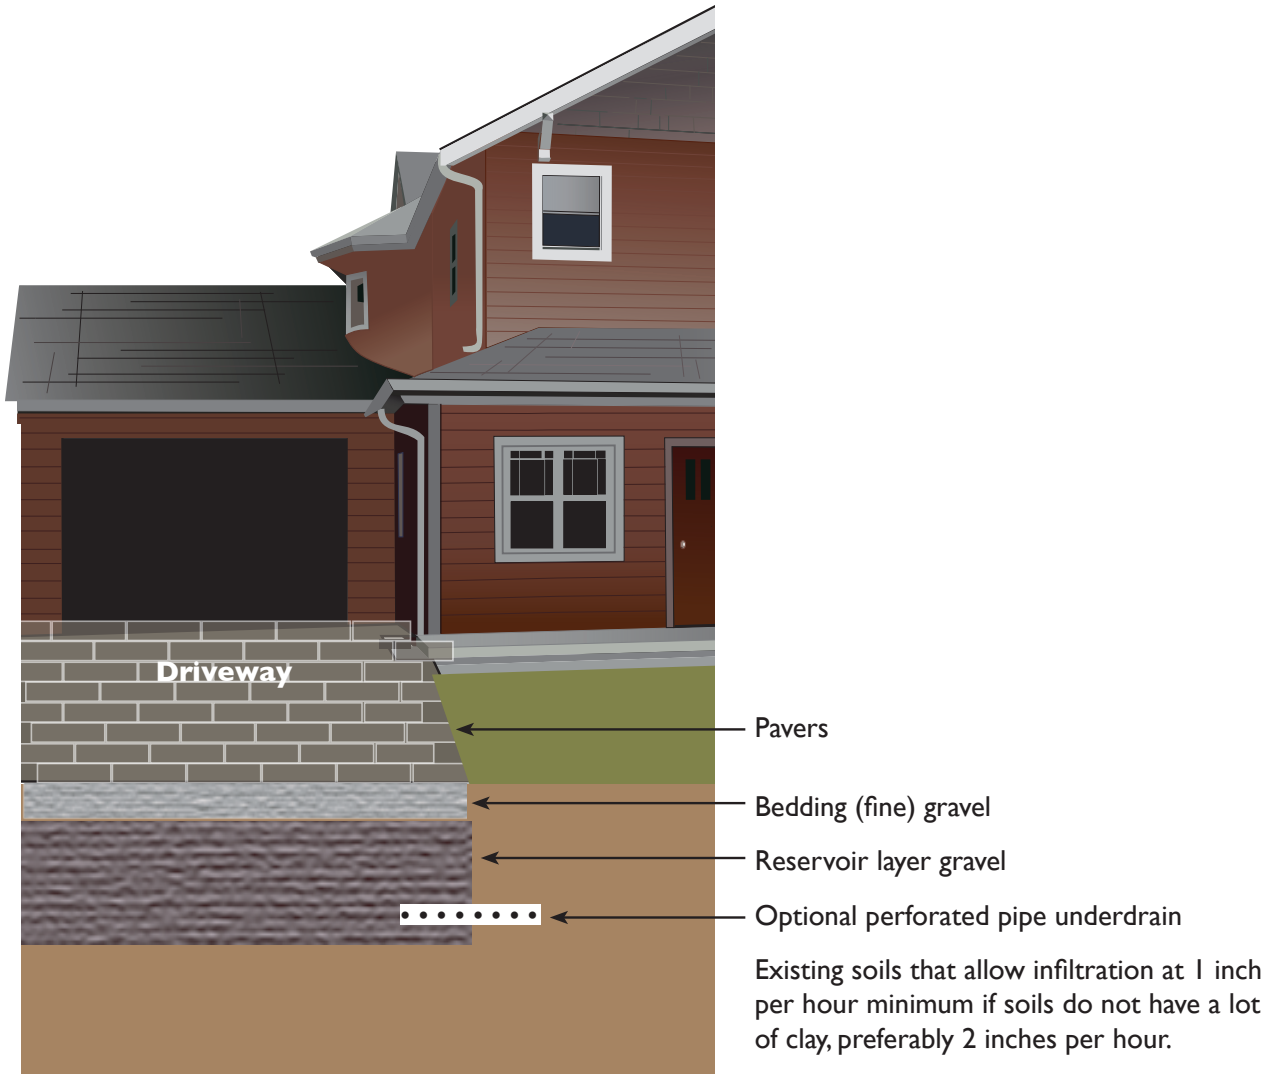 Driveway
Pavers
Bedding (fine) gravel
Reservoir layer gravel
Optional perforated pipe underdrain
Existing soils that allow infiltration at 1 inch
per hour minimum if soils do not have a lot
of clay, preferably 2 inches per hour.